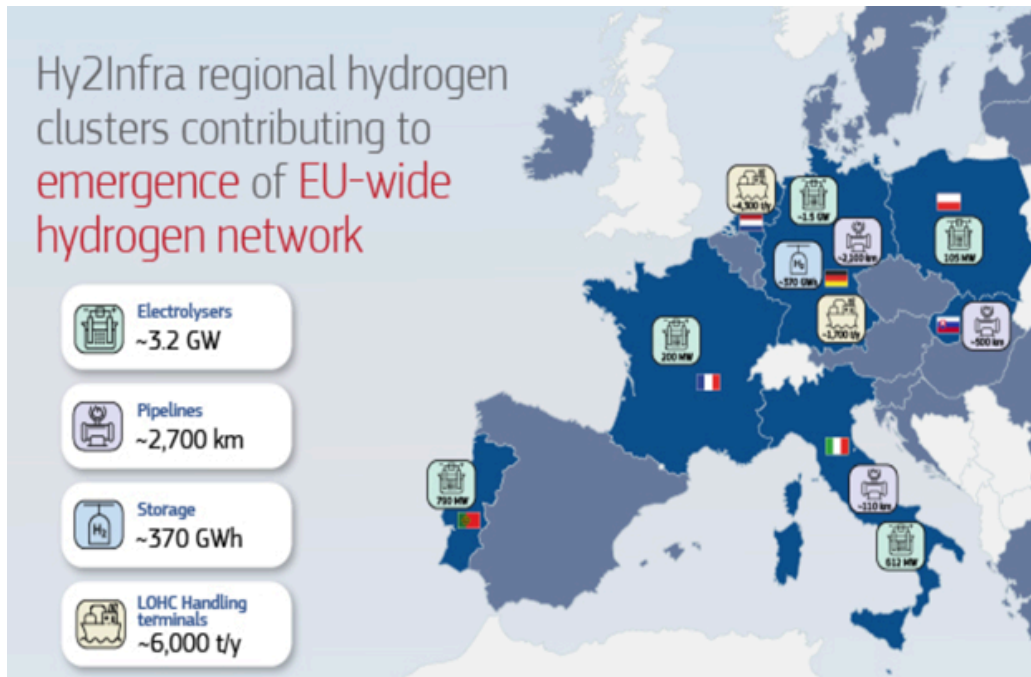 Hy2Infra regional hydrogen
clusters contributing to
emergence of EU-wide
hydrogen network
Electrolysers
~3.2 GW
Pipelines
~2,700 km
H₂
Storage
~370 GWh
LOHC Handling
terminals
~6,000 t/y
~4,300 t/y
~1.5 GW
~2,100 km
105 MW
H₂
~370 GWh
~1,700 t/y
~500 km
200 MW
~110 km
612 MW